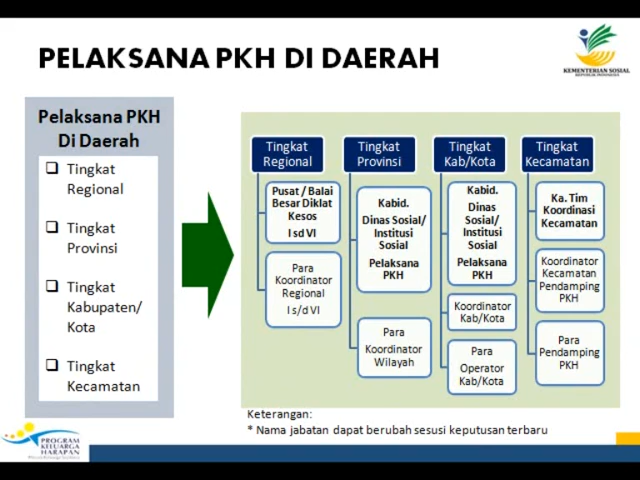 PELAKSANA PKH DI DAERAH
KEMENTERIAN SOSIAL
REPUBLIK INDONESIA
Pelaksana PKH
Di Daerah
Tingkat
Regional
Tingkat
Provinsi
Tingkat
Kabupaten/
Kota
Tingkat
Kecamatan
Tingkat
Regional
Pusat / Balai
Besar Diklat
Kesos
I sd VI
Para
Koordinator
Regional
I s/d VI
Tingkat
Provinsi
Kabid.
Dinas Sosial/
Institusi
Sosial
Pelaksana
PKH
Para
Koordinator
Wilayah
Tingkat
Kab/Kota
Kabid.
Dinas
Sosial/
Institusi
Sosial
Pelaksana
PKH
Koordinator
Kab/Kota
Para
Operator
Kab/Kota
Tingkat
Kecamatan
Ka. Tim
Koordinasi
Kecamatan
Koordinator
Kecamatan
Pendamping
PKH
Para
Pendamping
PKH
Keterangan:
* Nama jabatan dapat berubah sesusi keputusan terbaru
PROGRAM
KELUARGA
HARAPAN